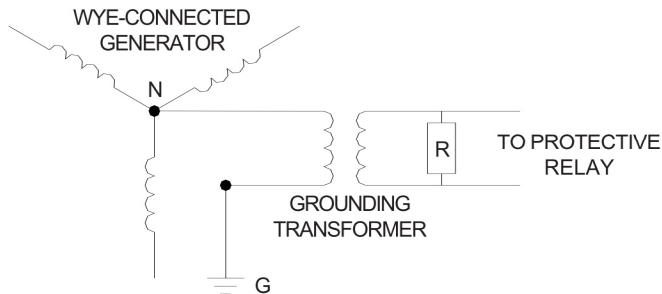 WYE-CONNECTED
GENERATOR
N
R
TO PROTECTIVE
RELAY
GROUNDING
TRANSFORMER
G